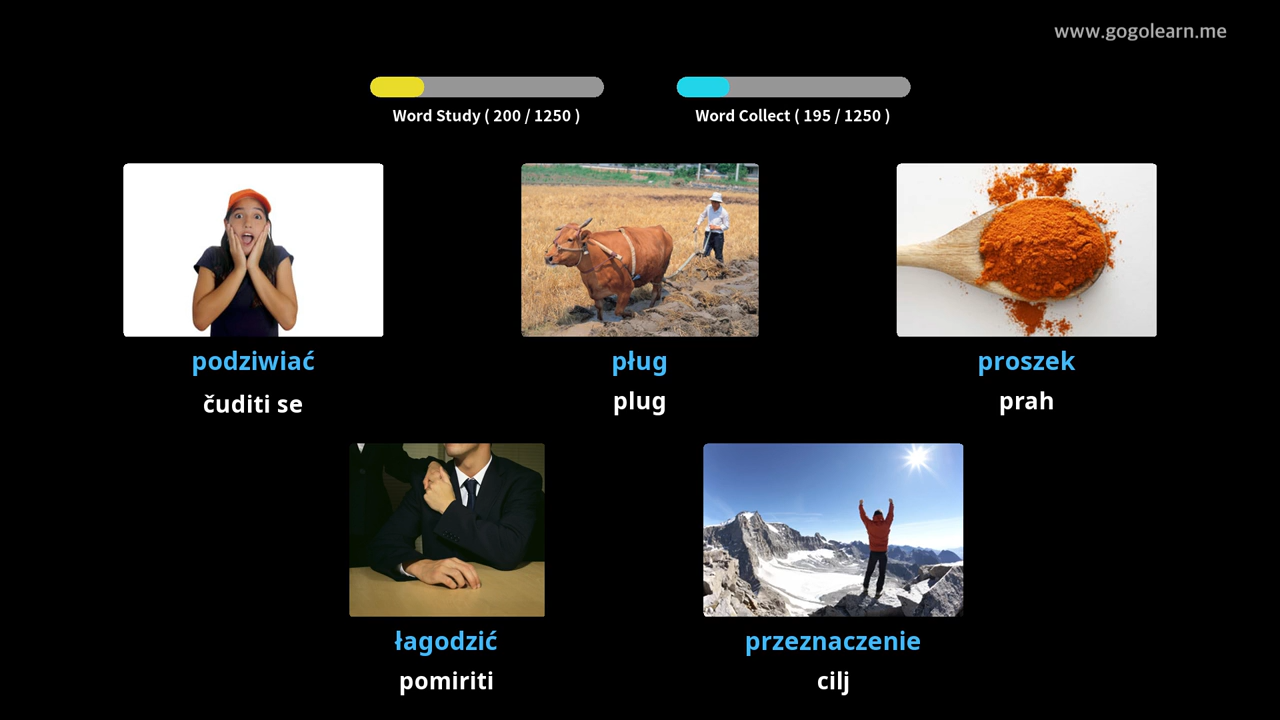 www.gogolearn.me
Word Study ( 200 / 1250 )
Word Collect ( 195 / 1250 )
podziwiać
pług
proszek
čuditi se
plug
prah
łagodzić
przeznaczenie
pomiriti
cilj